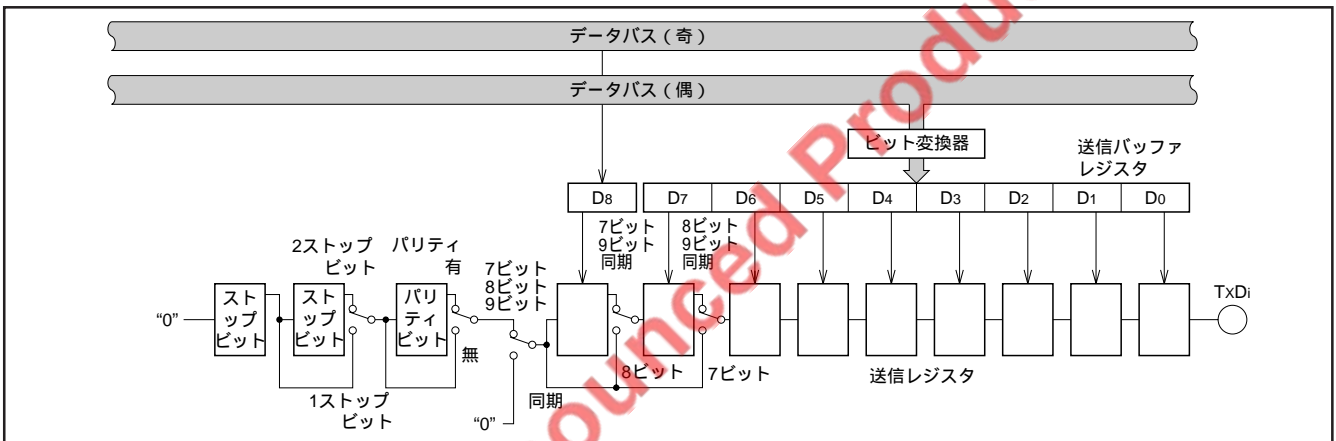 データバス（奇）
データバス（偶）
ビット変換器
送信バッファ
レジスタ
D8
D7
D6
D5
D4
D3
D2
D1
D0
7ビット
9ビット
同期
8ビット
9ビット
同期
2ストップ
ビット
パリティ
有
7ビット
8ビット
9ビット
“0”
スト
ップ
ビット
スト
ップ
ビット
パリ
ティ
ビット
無
TxDi
1ストップ
ビット
同期
“0”
8ビット
7ビット
送信レジスタ
ounced Produ